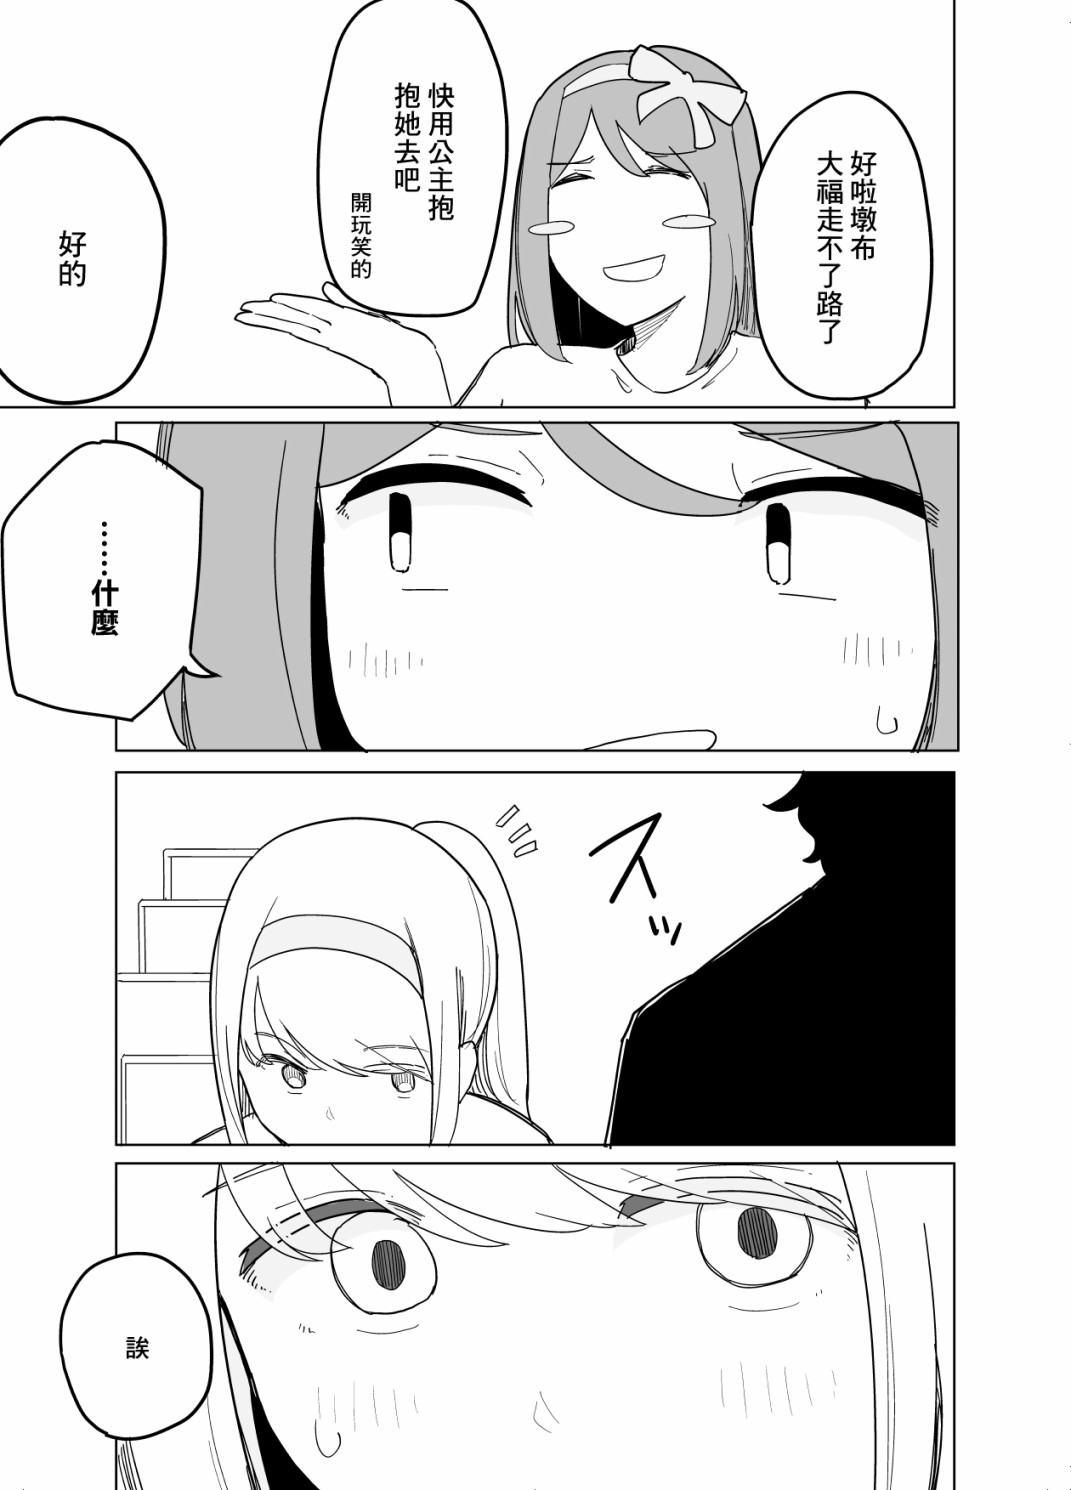 好啦墩布
大福走不了路了
快用公主抱
抱她去吧
開玩笑的
好的
……什麼
スッ
誒